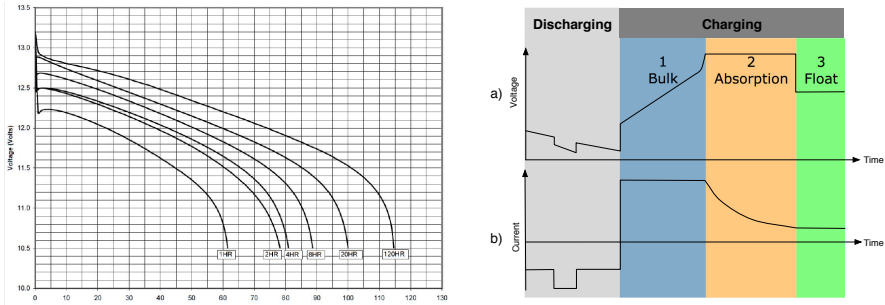 13.5
13.0
12.5
12.0
11.5
11.0
10.5
10.0
Voltage (Volts)
1HR
2HR
4HR
8HR
20HR
120HR
0 10 20 30 40 50 60 70 80 90 100 110 120 130
Discharging Charging
1 2 3
Bulk Absorption Float
a)
Voltage
Time
b)
Current
Time